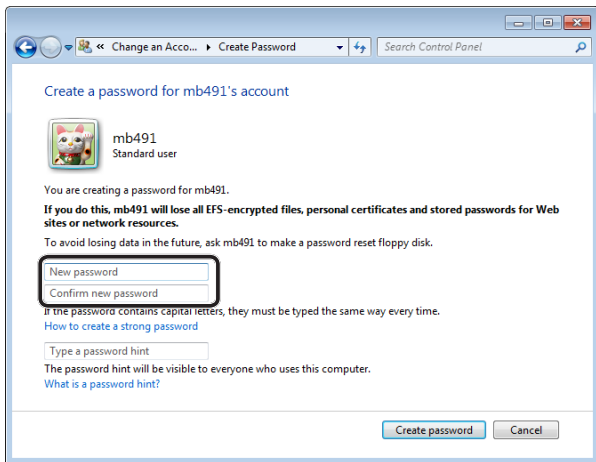 « Change an Acco... ▸ Create Password
Search Control Panel
Create a password for mb491's account
mb491
Standard user
You are creating a password for mb491.
If you do this, mb491 will lose all EFS-encrypted files, personal certificates and stored passwords for Web
sites or network resources.
To avoid losing data in the future, ask mb491 to make a password reset floppy disk.
New password
Confirm new password
If the password contains capital letters, they must be typed the same way every time.
How to create a strong password
Type a password hint
The password hint will be visible to everyone who uses this computer.
What is a password hint?
Create password
Cancel